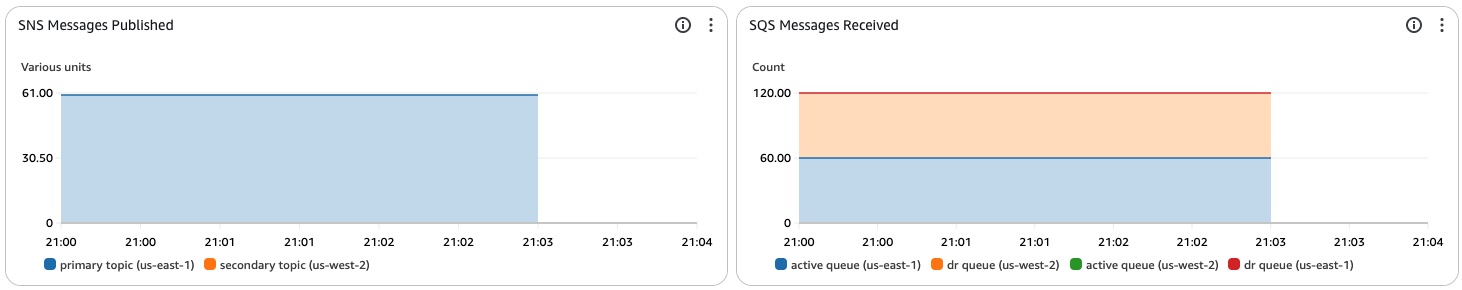 SNS Messages Published
Various units
61.00
30.50
0
21:00 21:00 21:01 21:01 21:02 21:02 21:03 21:03 21:04
primary topic (us-east-1) secondary topic (us-west-2)
SQS Messages Received
Count
120.00
60.00
0
21:00 21:00 21:01 21:01 21:02 21:02 21:03 21:03 21:04
active queue (us-east-1) dr queue (us-west-2) active queue (us-west-2) dr queue (us-east-1)